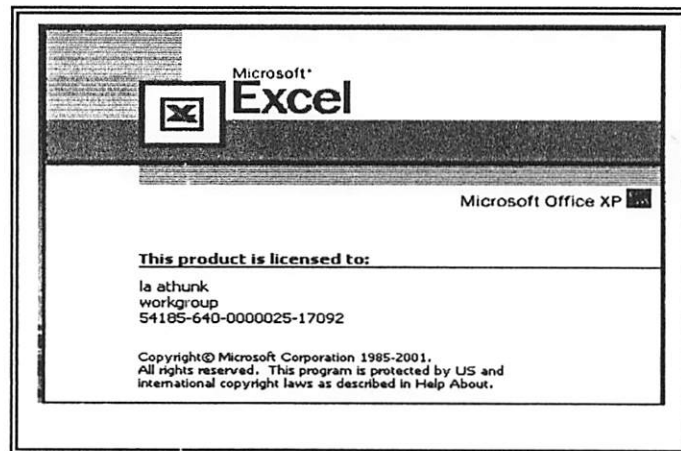 Microsoft®
Excel
Microsoft Office XP
This product is licensed to:
la athunk
workgroup
54185-640-0000025-17092
Copyright© Microsoft Corporation 1985-2001.
All rights reserved. This program is protected by US and
international copyright laws as described in Help About.